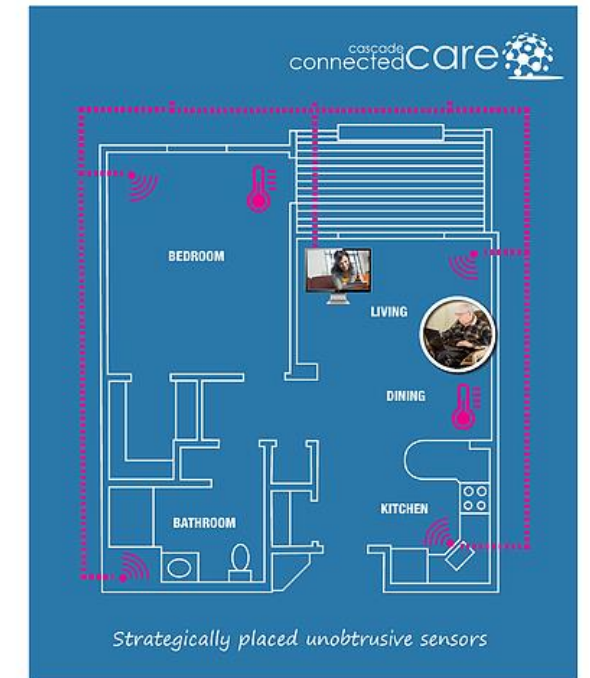 cascade
connectedcare
BEDROOM
LIVING
DINING
KITCHEN
BATHROOM
Strategically placed unobtrusive sensors